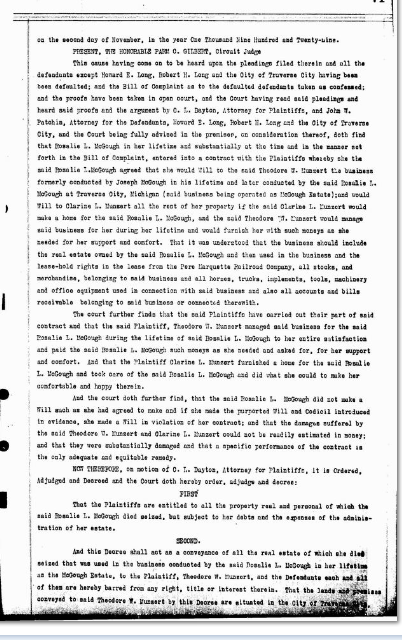 on the second day of November, in the year One Thousand Nine Hundred and Twenty-Nine.
PRESENT, THE HONORABLE PARM C. GILBERT, Circuit Judge
This cause having come on to be heard upon the pleadings filed therein and all the
defendants except Howard E. Long, Robert H. Long and the City of Traverse City having been
been defaulted; and the Bill of Complaint as to the defaulted defendants taken as confessed;
and the proofs have been taken in open court, and the Court having read said pleadings and
heard said proofs and the argument by C. L. Dayton, Attorney for Plaintiffs, and John W.
Patchin, Attorney for the Defendants, Howard E. Long, Robert H. Long and the City of Traverse
City, and the Court being fully advised in the premises, on consideration thereof, doth find
that Rosalie L. McGough in her lifetime and substantially at the time and in the manner set
forth in the Bill of Complaint, entered into a contract with the Plaintiffs whereby she the
said Rosalie L.McGough agreed that she would Will to the said Theodore W. Munzert the business
formerly conducted by Joseph McGough in his lifetime and later conducted by the said Rosalie L.
McGough at Traverse City, Michigan (said business being operated as McGough Estate);and would
Will to Clarine L. Munzert all the rest of her property if the said Clarine L. Munzert would
make a home for the said Rosalie L. McGough, and the said Theodore W. Munzert would manage
said business for her during her lifetime and would furnish her with such moneys as she
needed for her support and comfort. That it was understood that the business should include
the real estate owned by the said Rosalie L. McGough and then used in the business and the
lease-hold rights in the lease from the Pere Marquette Railroad Company, all stocks, and
merchandise, belonging to said business and all horses, trucks, implements, tools, machinery
and office equipment used in connection with said business and also all accounts and bills
receivable belonging to said business or connected therewith.
The court further finds that the said Plaintiffs have carried out their part of said
contract and that the said Plaintiff, Theodore W. Munzert managed said business for the said
Rosalie L. McGough during the lifetime of said Rosalie L. McGough to her entire satisfaction
and paid the said Rosalie L. McGough such moneys as she needed and asked for, for her support
and comfort. And that the Plaintiff Clarine L. Munzert furnished a home for the said Rosalie
L. McGough and took care of the said Rosalie L. McGough and did what she could to make her
comfortable and happy therein.
And the court doth further find, that the said Rosalie L. McGough did not make a
Will such as she had agreed to make and if she made the purported Will and Codicil introduced
in evidence, she made a Will in violation of her contract; and that the damages suffered by
the said Theodore W. Munzert and Clarine L. Munzert could not be readily estimated in money;
and that they were substantially damaged and that a specific performance of the contract is
the only adequate and equitable remedy.
NOW THEREFORE, on motion of C. L. Dayton, Attorney for Plaintiffs, it is Ordered,
Adjudged and Decreed and the Court doth hereby order, adjudge and decree:
FIRST
That the Plaintiffs are entitled to all the property real and personal of which the
said Rosalie L. McGough died seized, but subject to her debts and the expenses of the adminis-
tration of her estate.
SECOND.
And this Decree shall act as a conveyance of all the real estate of which she died
seized that was used in the business conducted by the said Rosalie L. McGough in her lifetime
as the McGough Estate, to the Plaintiff, Theodore W. Munzert, and the Defendants each and all
of them are hereby barred from any right, title or interest therein. That the lands and premises
conveyed to said Theodore W. Munzert by this Decree are situated in the City of Traverse City,